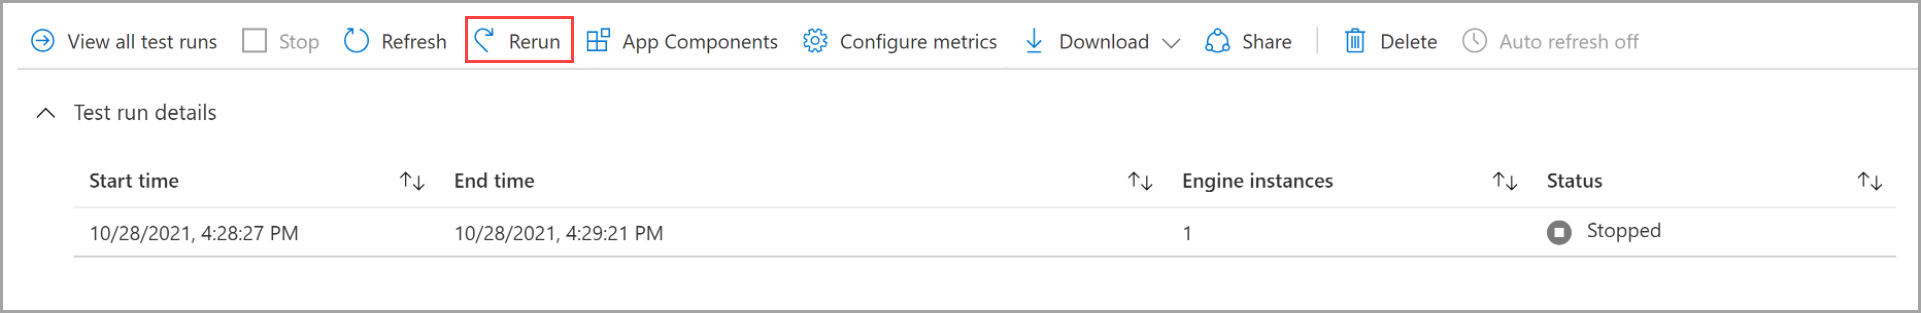 View all test runs Stop Refresh Rerun App Components Configure metrics Download Share Delete Auto refresh off
Test run details
Start time End time Engine instances Status
10/28/2021, 4:28:27 PM 10/28/2021, 4:29:21 PM 1 Stopped